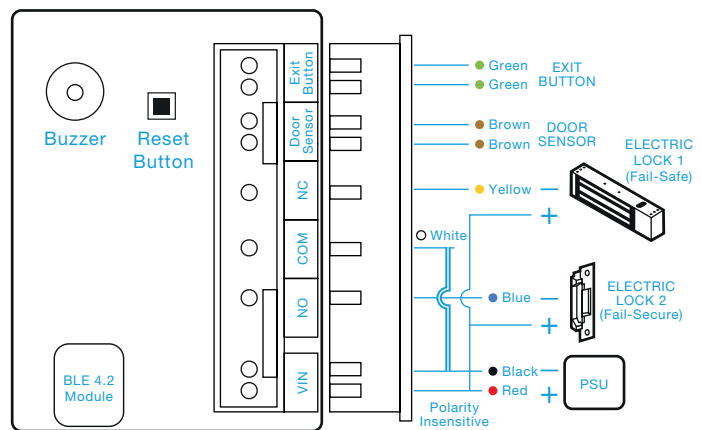 Buzzer
Reset
Button
BLE 4.2
Module
Exit
Button
Door
Sensor
NC
COM
NO
VIN
Green
Green
EXIT
BUTTON
Brown
Brown
DOOR
SENSOR
Yellow
−
+
ELECTRIC
LOCK 1
(Fail-Safe)
White
Blue
−
+
ELECTRIC
LOCK 2
(Fail-Secure)
Black
−
Red
+
PSU
Polarity
Insensitive